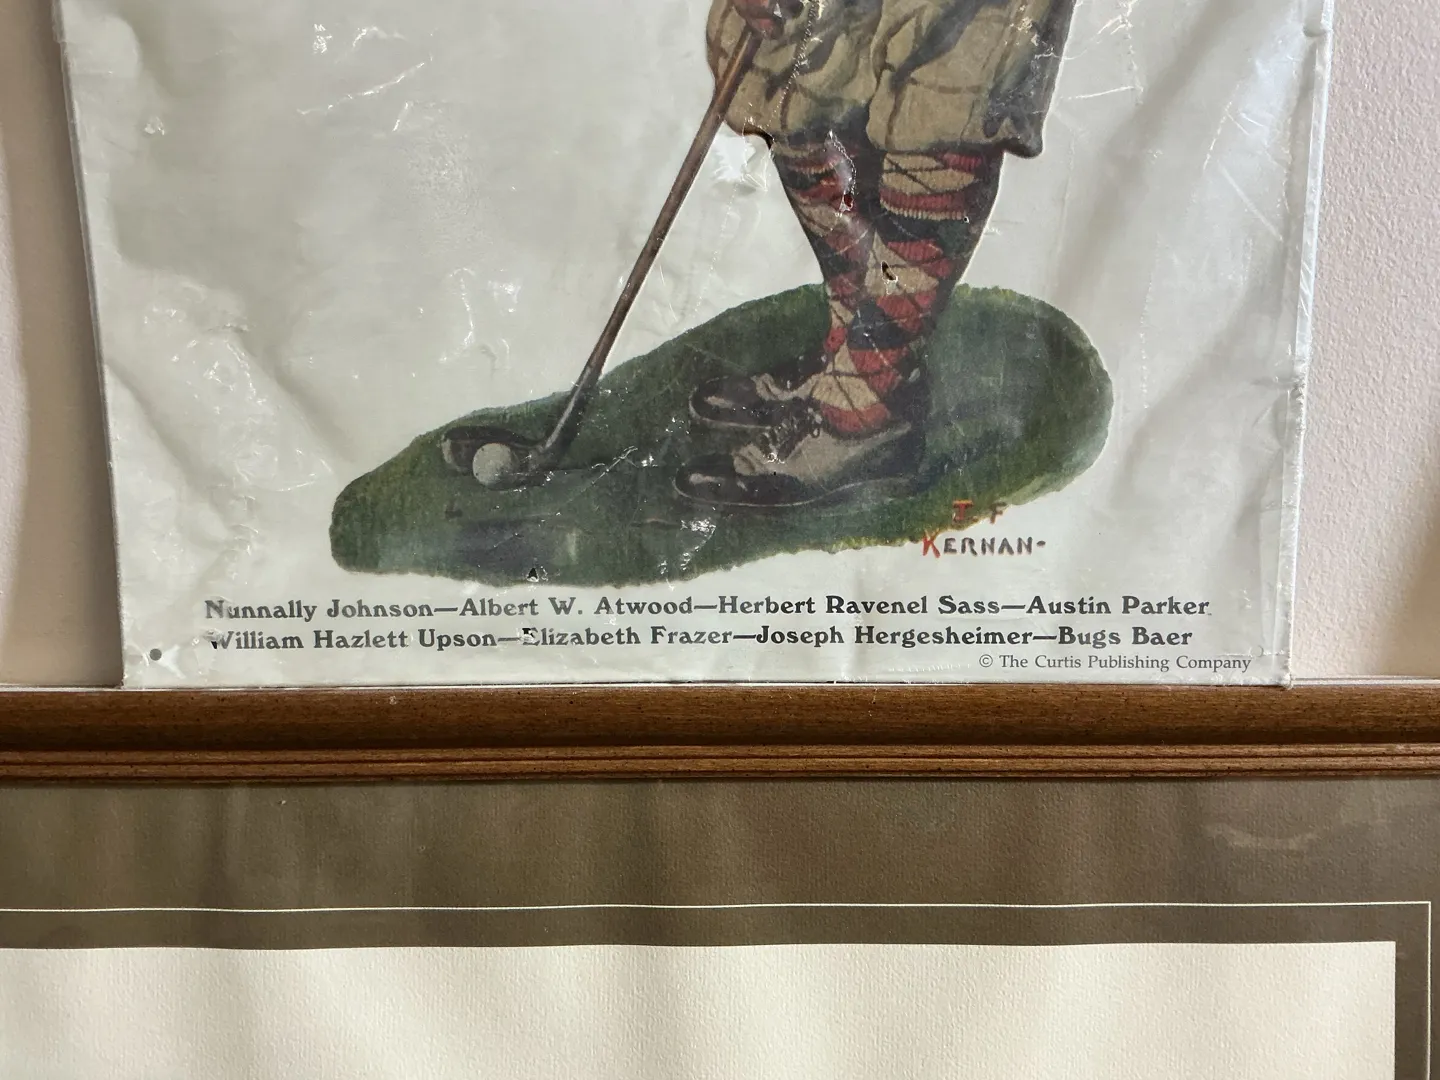 J F
KERNAN-
Nunnally Johnson—Albert W. Atwood—Herbert Ravenel Sass—Austin Parker
William Hazlett Upson—Elizabeth Frazer—Joseph Hergesheimer—Bugs Baer
© The Curtis Publishing Company